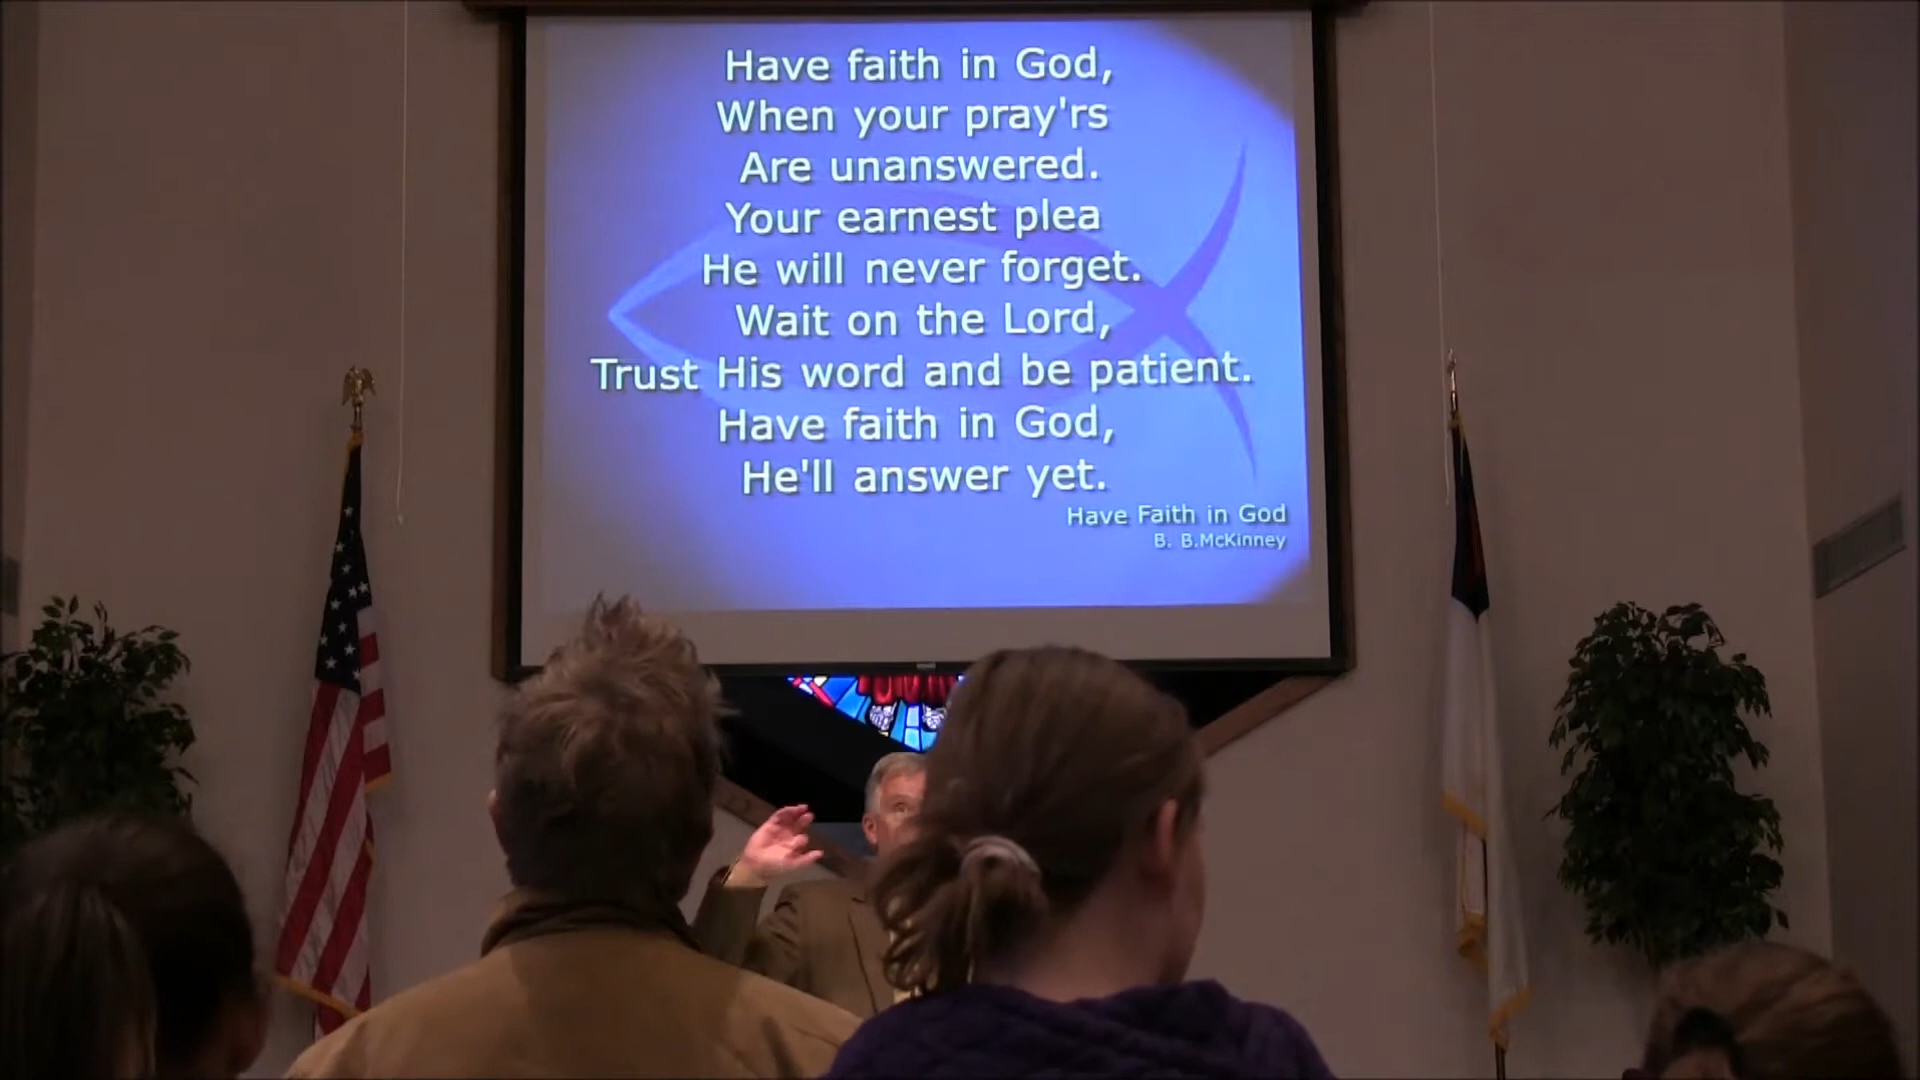 Have faith in God,
When your pray'rs
Are unanswered.
Your earnest plea
He will never forget.
Wait on the Lord,
Trust His word and be patient.
Have faith in God,
He'll answer yet.
Have Faith in God
B. B.McKinney